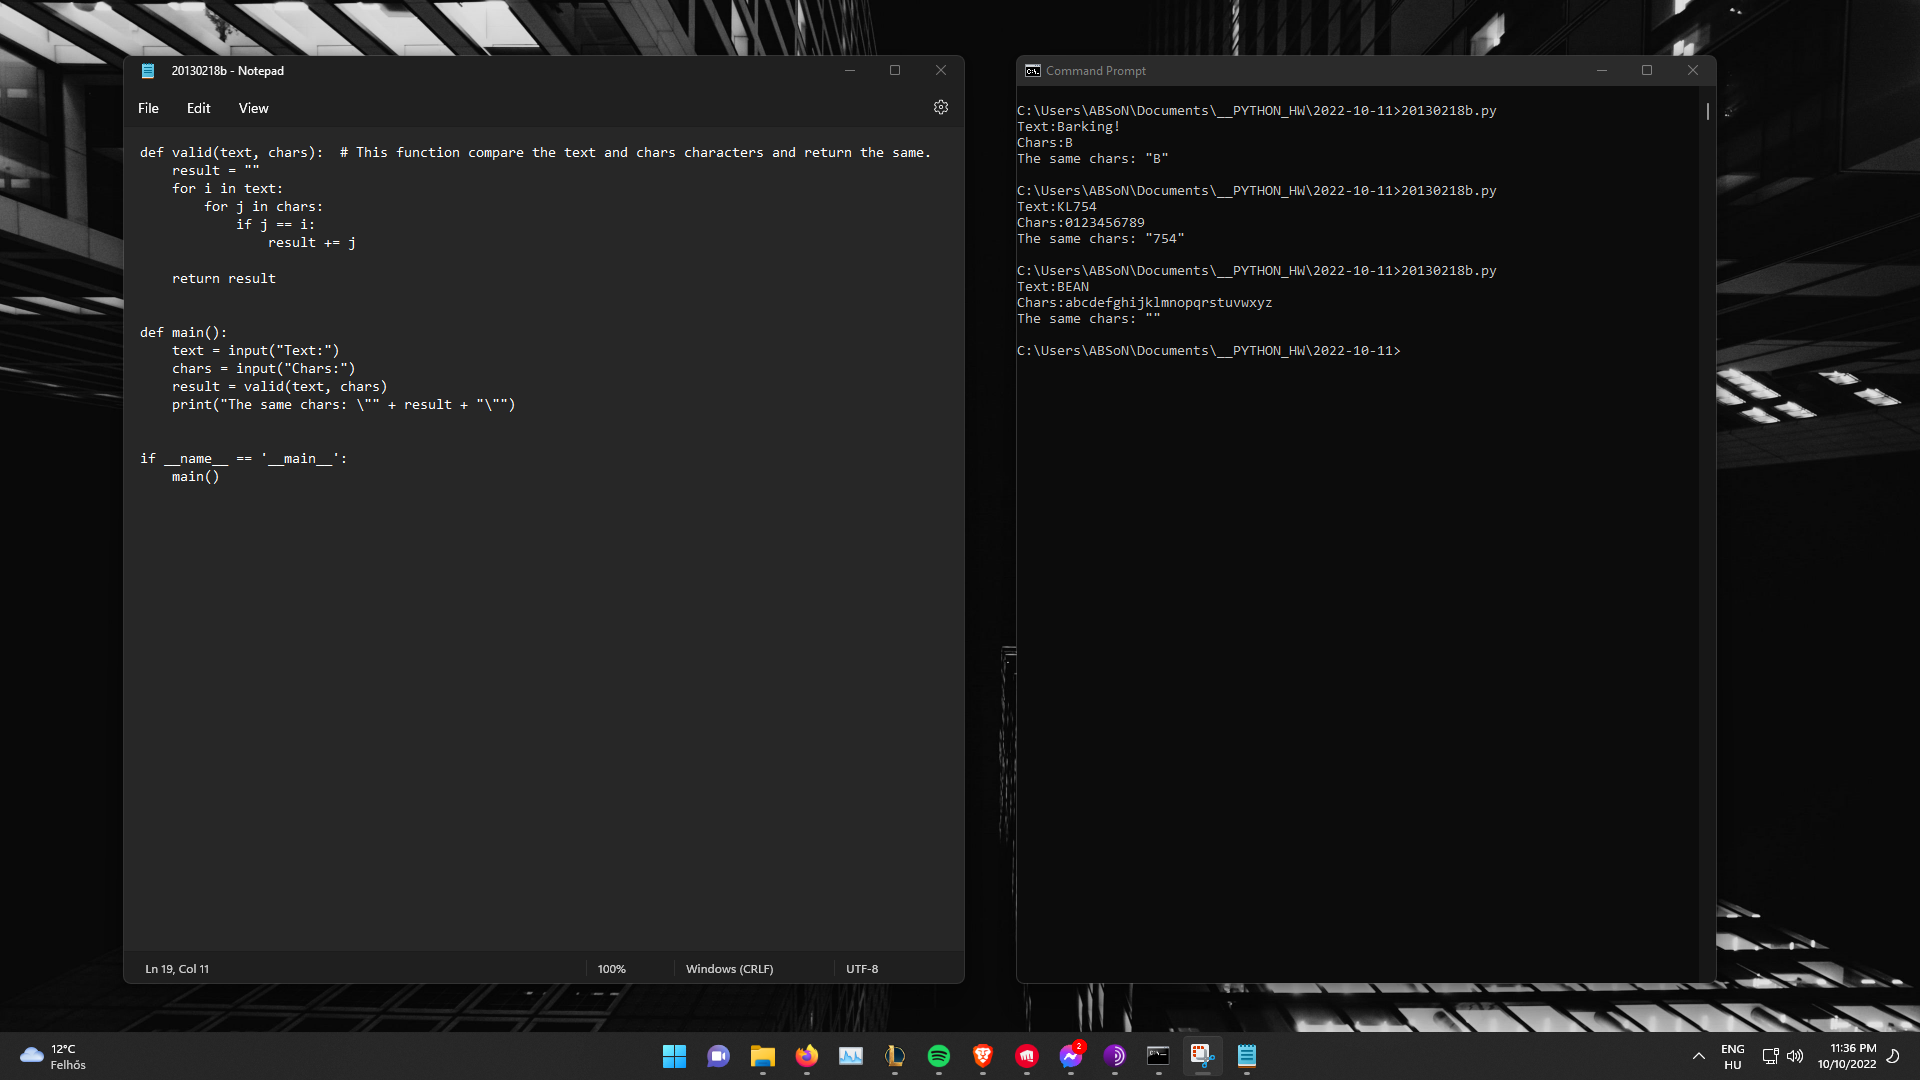 20130218b - Notepad
File Edit View
def valid(text, chars):  # This function compare the text and chars characters and return the same.
    result = ""
    for i in text:
        for j in chars:
            if j == i:
                result += j
    return result
def main():
    text = input("Text:")
    chars = input("Chars:")
    result = valid(text, chars)
    print("The same chars: \"" + result + "\"")
if __name__ == '__main__':
    main()
Ln 19, Col 11 100% Windows (CRLF) UTF-8
Command Prompt
C:\Users\ABSoN\Documents\__PYTHON_HW\2022-10-11>20130218b.py
Text:Barking!
Chars:B
The same chars: "B"
C:\Users\ABSoN\Documents\__PYTHON_HW\2022-10-11>20130218b.py
Text:KL754
Chars:0123456789
The same chars: "754"
C:\Users\ABSoN\Documents\__PYTHON_HW\2022-10-11>20130218b.py
Text:BEAN
Chars:abcdefghijklmnopqrstuvwxyz
The same chars: ""
C:\Users\ABSoN\Documents\__PYTHON_HW\2022-10-11>
12°C
Felhős
2
ENG
HU
11:36 PM
10/10/2022